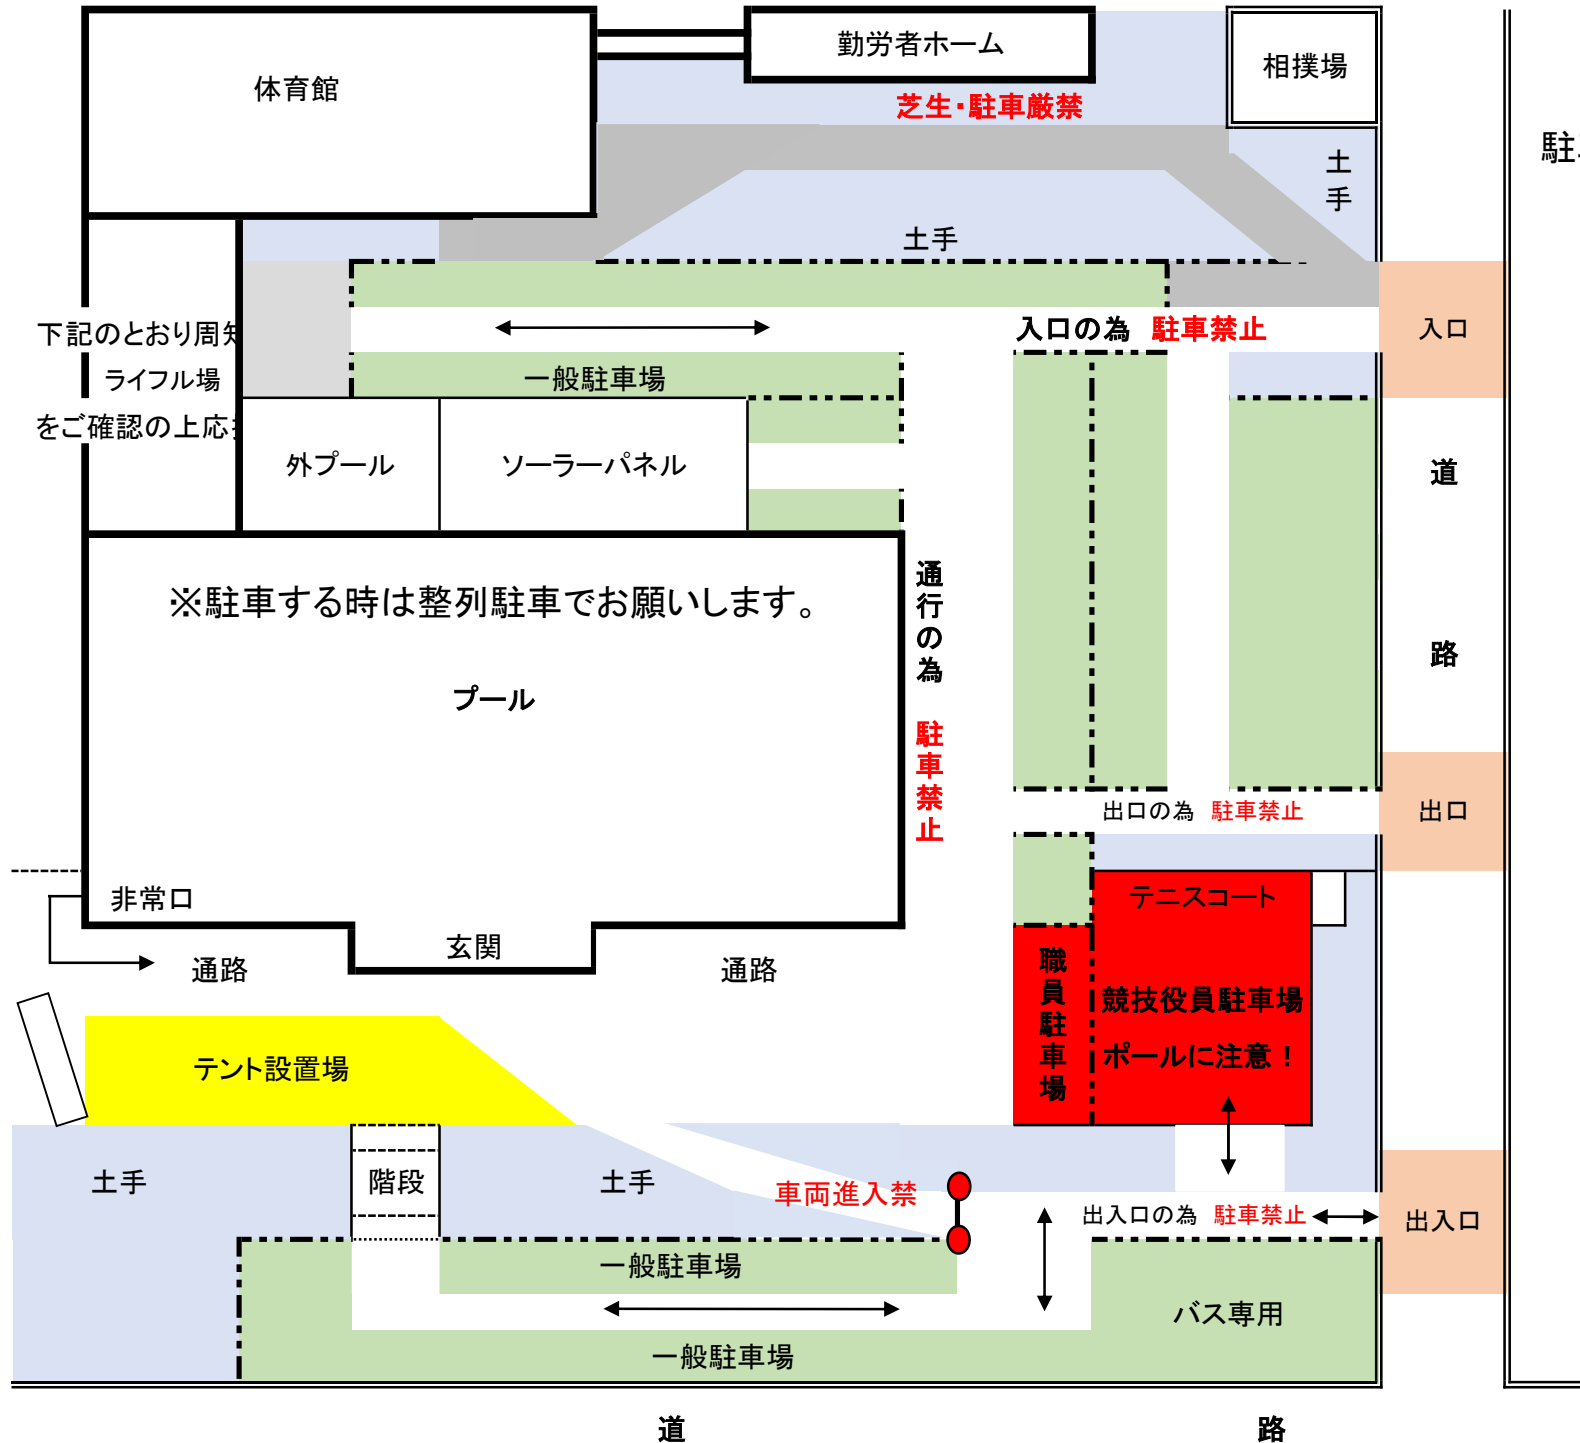 勤労者ホーム
相撲場
体育館
芝生・駐車厳禁
土手
土手
入口の為 駐車禁止
入口
下記のとおり周知
ライフル場
一般駐車場
をご確認の上応
外プール
ソーラーパネル
道
路
※駐車する時は整列駐車でお願いします。
プール
通行の為 駐車禁止
出口の為 駐車禁止
出口
非常口
玄関
通路
通路
テニスコート
職員駐車場
競技役員駐車場
ポールに注意！
テント設置場
土手
階段
土手
車両進入禁
出入口の為 駐車禁止
出入口
一般駐車場
バス専用
一般駐車場
道
路